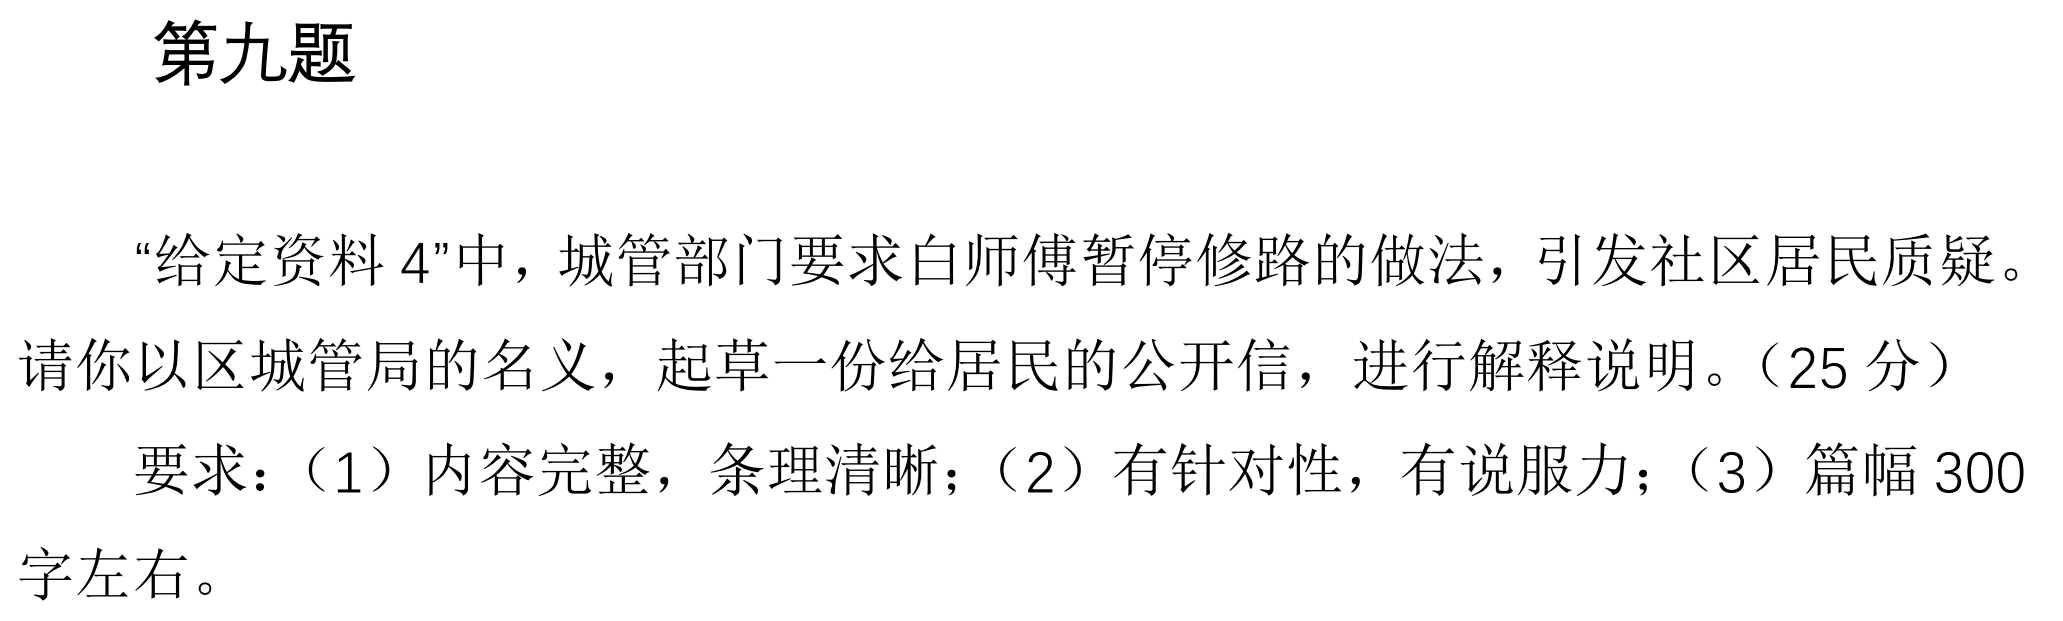 第九题
“给定资料 4”中，城管部门要求白师傅暂停修路的做法，引发社区居民质疑。
请你以区城管局的名义，起草一份给居民的公开信，进行解释说明。（25 分）
要求：（1）内容完整，条理清晰；（2）有针对性，有说服力；（3）篇幅 300
字左右。